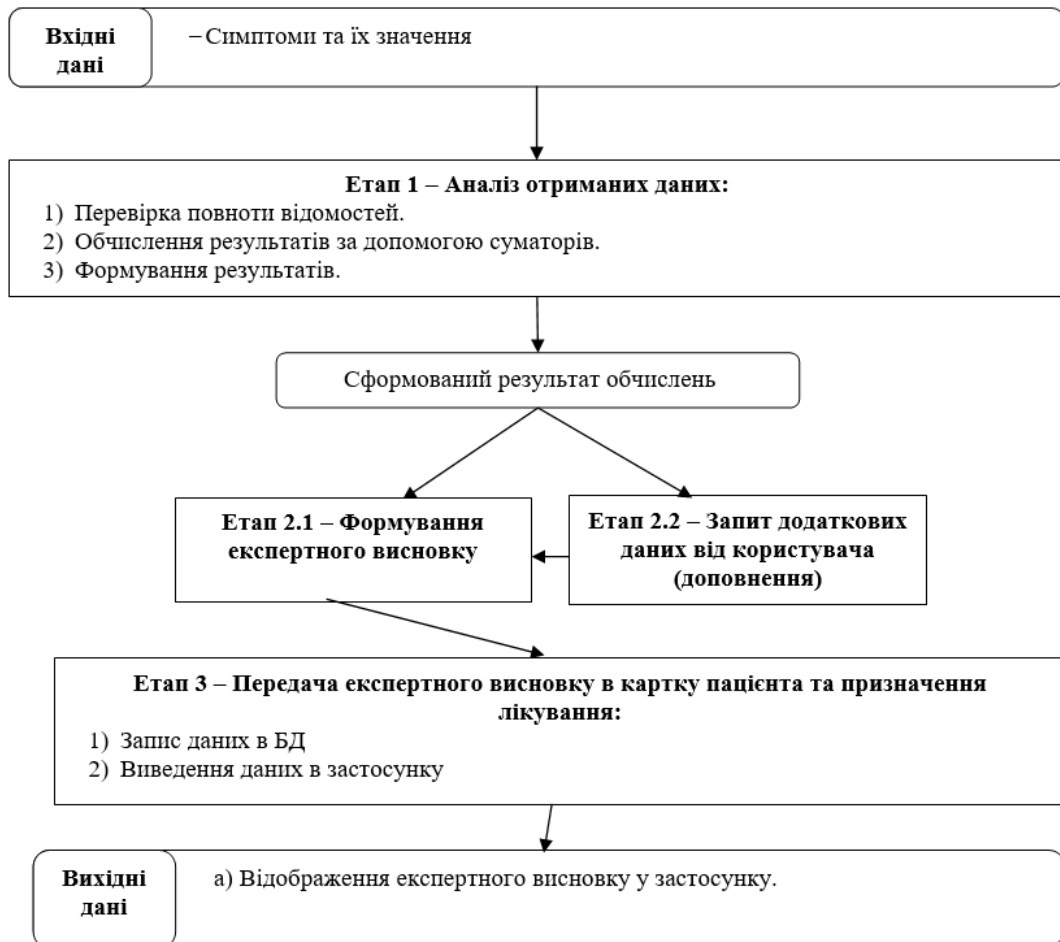 Вхідні
дані
– Симптоми та їх значення
Етап 1 – Аналіз отриманих даних:
1) Перевірка повноти відомостей.
2) Обчислення результатів за допомогою суматорів.
3) Формування результатів.
Сформований результат обчислень
Етап 2.1 – Формування
експертного висновку
Етап 2.2 – Запит додаткових
даних від користувача
(доповнення)
Етап 3 – Передача експертного висновку в картку пацієнта та призначення
лікування:
1) Запис даних в БД
2) Виведення даних в застосунку
Вихідні
дані
а) Відображення експертного висновку у застосунку.